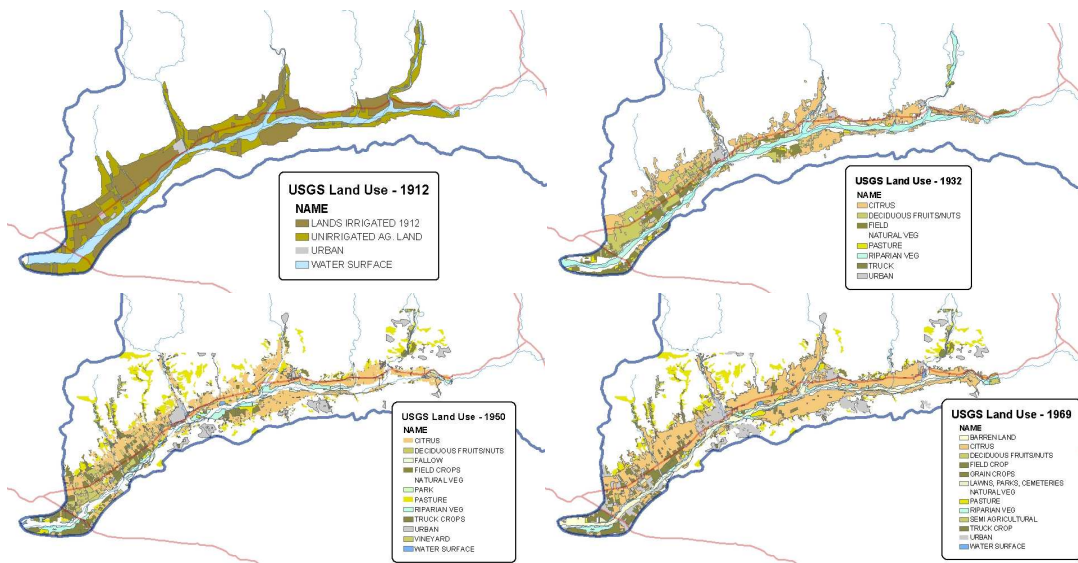 USGS Land Use - 1912
NAME
LANDS IRRIGATED 1912
UNIRRIGATED AG. LAND
URBAN
WATER SURFACE
USGS Land Use - 1932
NAME
CITRUS
DECIDUOUS FRUITS/NUTS
FIELD
NATURAL VEG
PASTURE
RIPARIAN VEG
TRUCK
URBAN
USGS Land Use - 1950
NAME
CITRUS
DECIDUOUS FRUITS/NUTS
FALLOW
FIELD CROPS
NATURAL VEG
PARK
PASTURE
RIPARIAN VEG
TRUCK CROPS
URBAN
VINEYARD
WATER SURFACE
USGS Land Use - 1969
NAME
BARREN LAND
CITRUS
DECIDUOUS FRUITS/NUTS
FIELD CROP
GRAIN CROPS
LAWNS, PARKS, CEMETERIES
NATURAL VEG
PASTURE
RIPARIAN VEG
SEMI AGRICULTURAL
TRUCK CROP
URBAN
WATER SURFACE